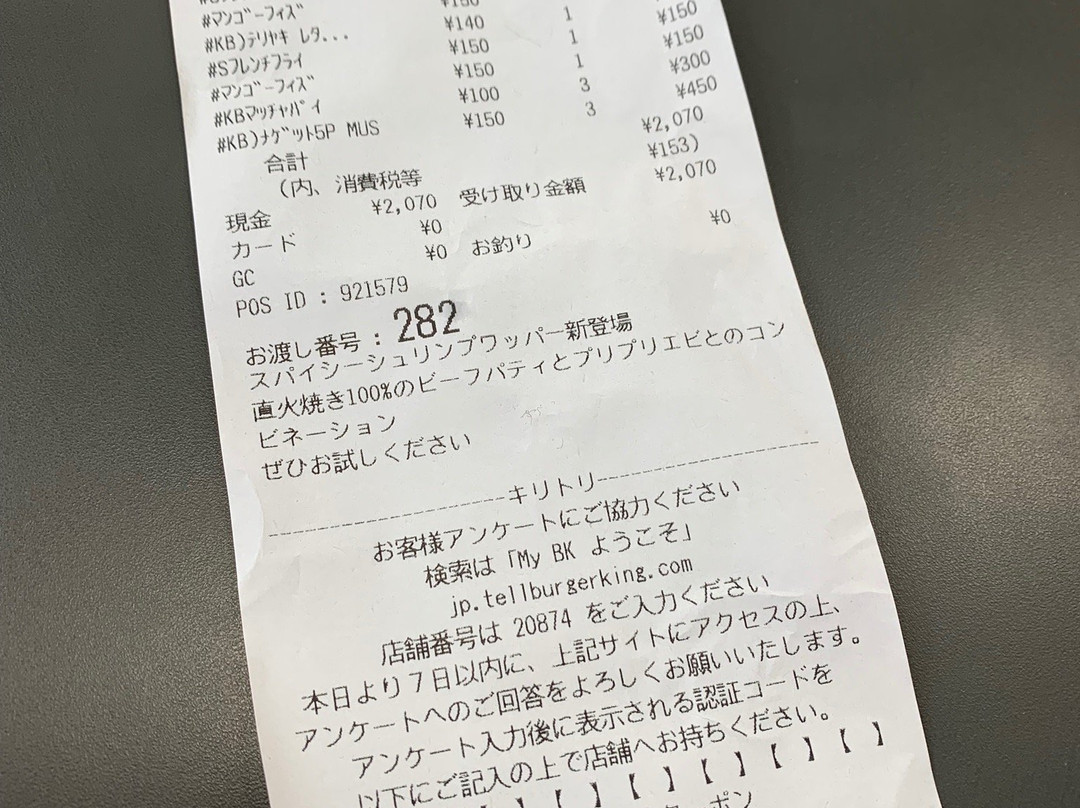 #マンゴーフィズ ¥140 1 ¥150
#KB)テリヤキ レタ... ¥150 1 ¥150
#Sフレンチフライ ¥150 1 ¥300
#マンゴーフィズ ¥100 3 ¥450
#KBマッチャパイ ¥150 3
#KB)ナゲット5P MUS
合計 ¥2,070
(内、消費税等 ¥153)
現金 ¥2,070 受け取り金額 ¥2,070
カード ¥0
GC ¥0 お釣り ¥0
POS ID : 921579
お渡し番号 : 282
スパイシーシュリンプワッパー新登場
直火焼き100%のビーフパティとプリプリエビとのコン
ビネーション
ぜひお試しください
キリトリ
お客様アンケートにご協力ください
検索は「My BK ようこそ」
jp.tellburgerking.com
店舗番号は 20874 をご入力ください
本日より7日以内に、上記サイトにアクセスの上、
アンケートへのご回答をよろしくお願いいたします。
アンケート入力後に表示される認証コードを
以下にご記入の上で店舗へお持ちください。
】【 】【 】【 】【 】
ーポン